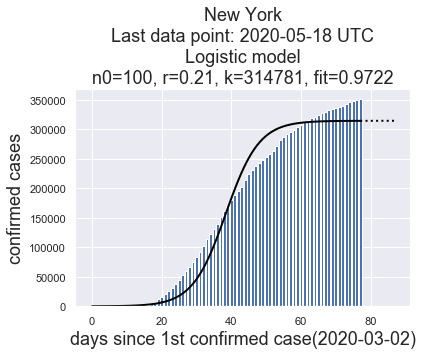 New York
Last data point: 2020-05-18 UTC
Logistic model
n0=100, r=0.21, k=314781, fit=0.9722
350000
300000
250000
200000
150000
100000
50000
0
confirmed cases
0 20 40 60 80
days since 1st confirmed case(2020-03-02)